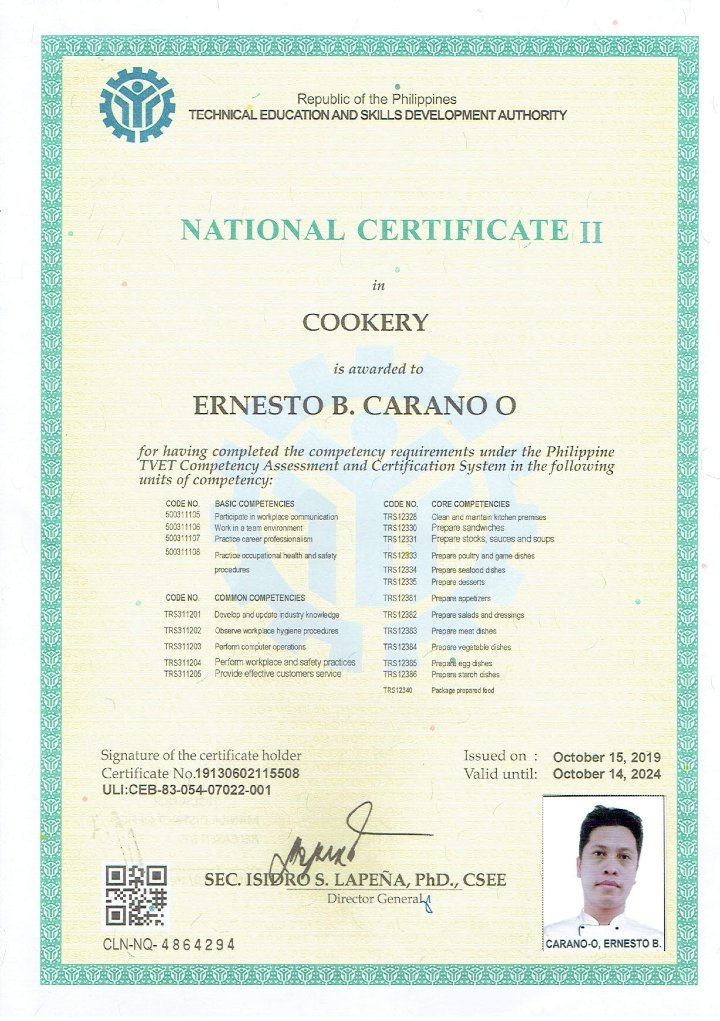 Republic of the Philippines
TECHNICAL EDUCATION AND SKILLS DEVELOPMENT AUTHORITY
NATIONAL CERTIFICATE II
in
COOKERY
is awarded to
ERNESTO B. CARANO O
for having completed the competency requirements under the Philippine
TVET Competency Assessment and Certification System in the following
units of competency:
CODE NO. BASIC COMPETENCIES
500311105 Participate in workplace communication
500311106 Work in a team environment
500311107 Practice career professionalism
500311108 Practice occupational health and safety
procedures
CODE NO. COMMON COMPETENCIES
TRS311201 Develop and update industry knowledge
TRS311202 Observe workplace hygiene procedures
TRS311203 Perform computer operations
TRS311204 Perform workplace and safety practices
TRS311205 Provide effective customers service
CODE NO. CORE COMPETENCIES
TRS12328 Clean and maintain kitchen premises
TRS12330 Prepare sandwiches
TRS12331 Prepare stocks, sauces and soups
TRS12333 Prepare poultry and game dishes
TRS12334 Prepare seafood dishes
TRS12335 Prepare desserts
TRS12381 Prepare appetizers
TRS12382 Prepare salads and dressings
TRS12383 Prepare meat dishes
TRS12384 Prepare vegetable dishes
TRS12385 Prepare egg dishes
TRS12386 Prepare starch dishes
TRS12340 Package prepared food
Signature of the certificate holder
Certificate No.19130602115508
ULI:CEB-83-054-07022-001
Issued on : October 15, 2019
Valid until: October 14, 2024
SEC. ISIDRO S. LAPEÑA, PhD., CSEE
Director General
CARANO-O, ERNESTO B.
CLN-NQ- 4864294